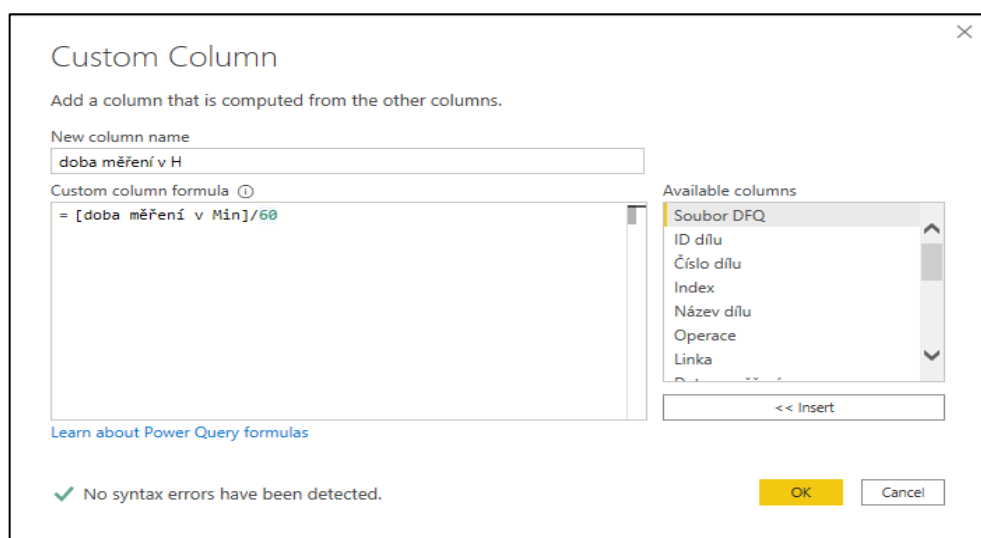 Custom Column
Add a column that is computed from the other columns.
New column name
doba měření v H
Custom column formula
= [doba měření v Min]/60
Available columns
Soubor DFQ
ID dílu
Číslo dílu
Index
Název dílu
Operace
Linka
<< Insert
Learn about Power Query formulas
No syntax errors have been detected.
OK
Cancel